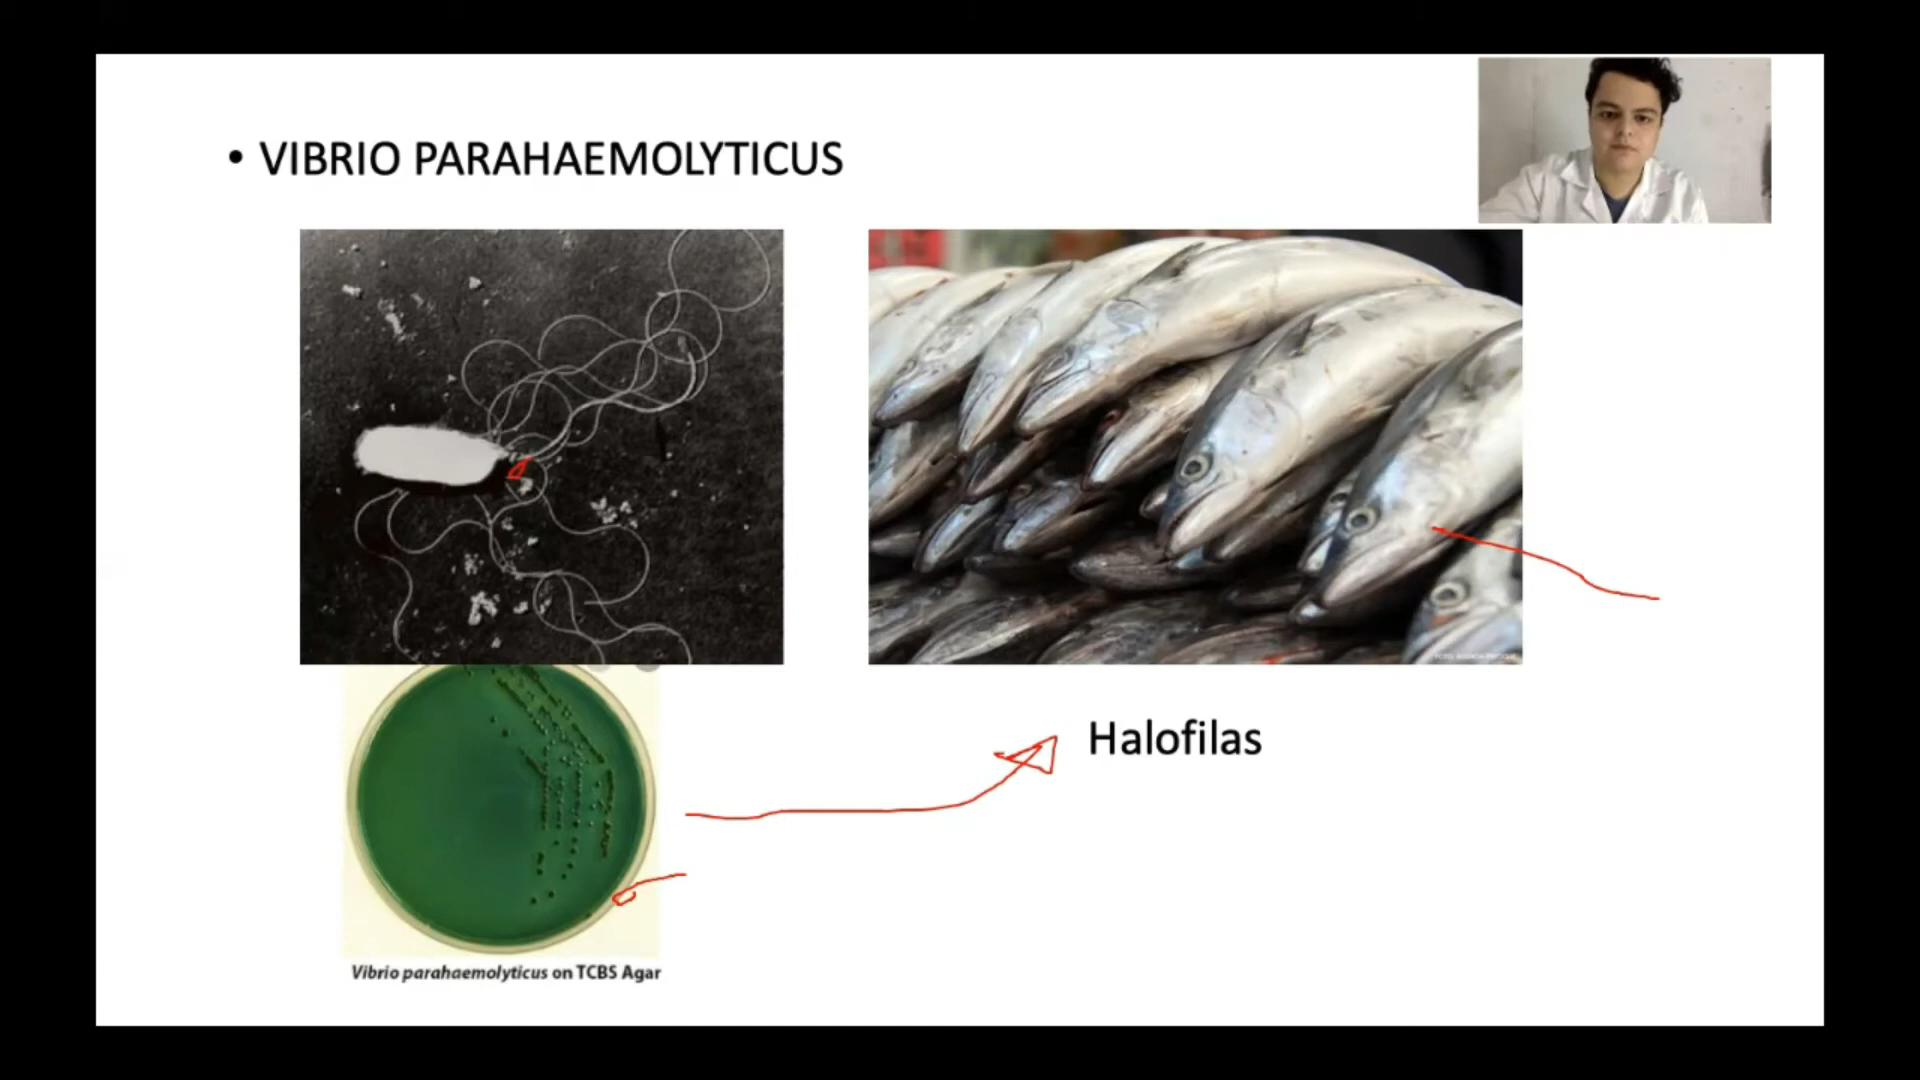 • VIBRIO PARAHAEMOLYTICUS
Halofilas
Vibrio parahaemolyticus on TCBS Agar